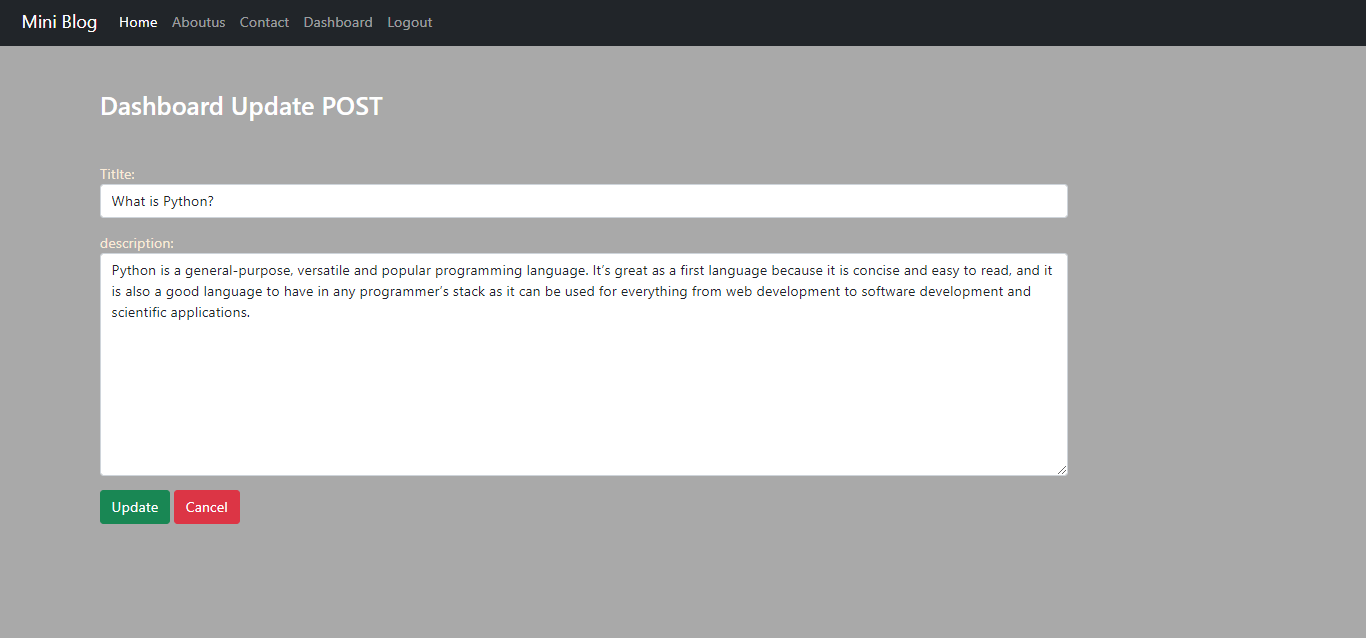 Mini Blog Home Aboutus Contact Dashboard Logout
Dashboard Update POST
Titlte:
What is Python?
description:
Python is a general-purpose, versatile and popular programming language. It’s great as a first language because it is concise and easy to read, and it
is also a good language to have in any programmer’s stack as it can be used for everything from web development to software development and
scientific applications.
Update Cancel